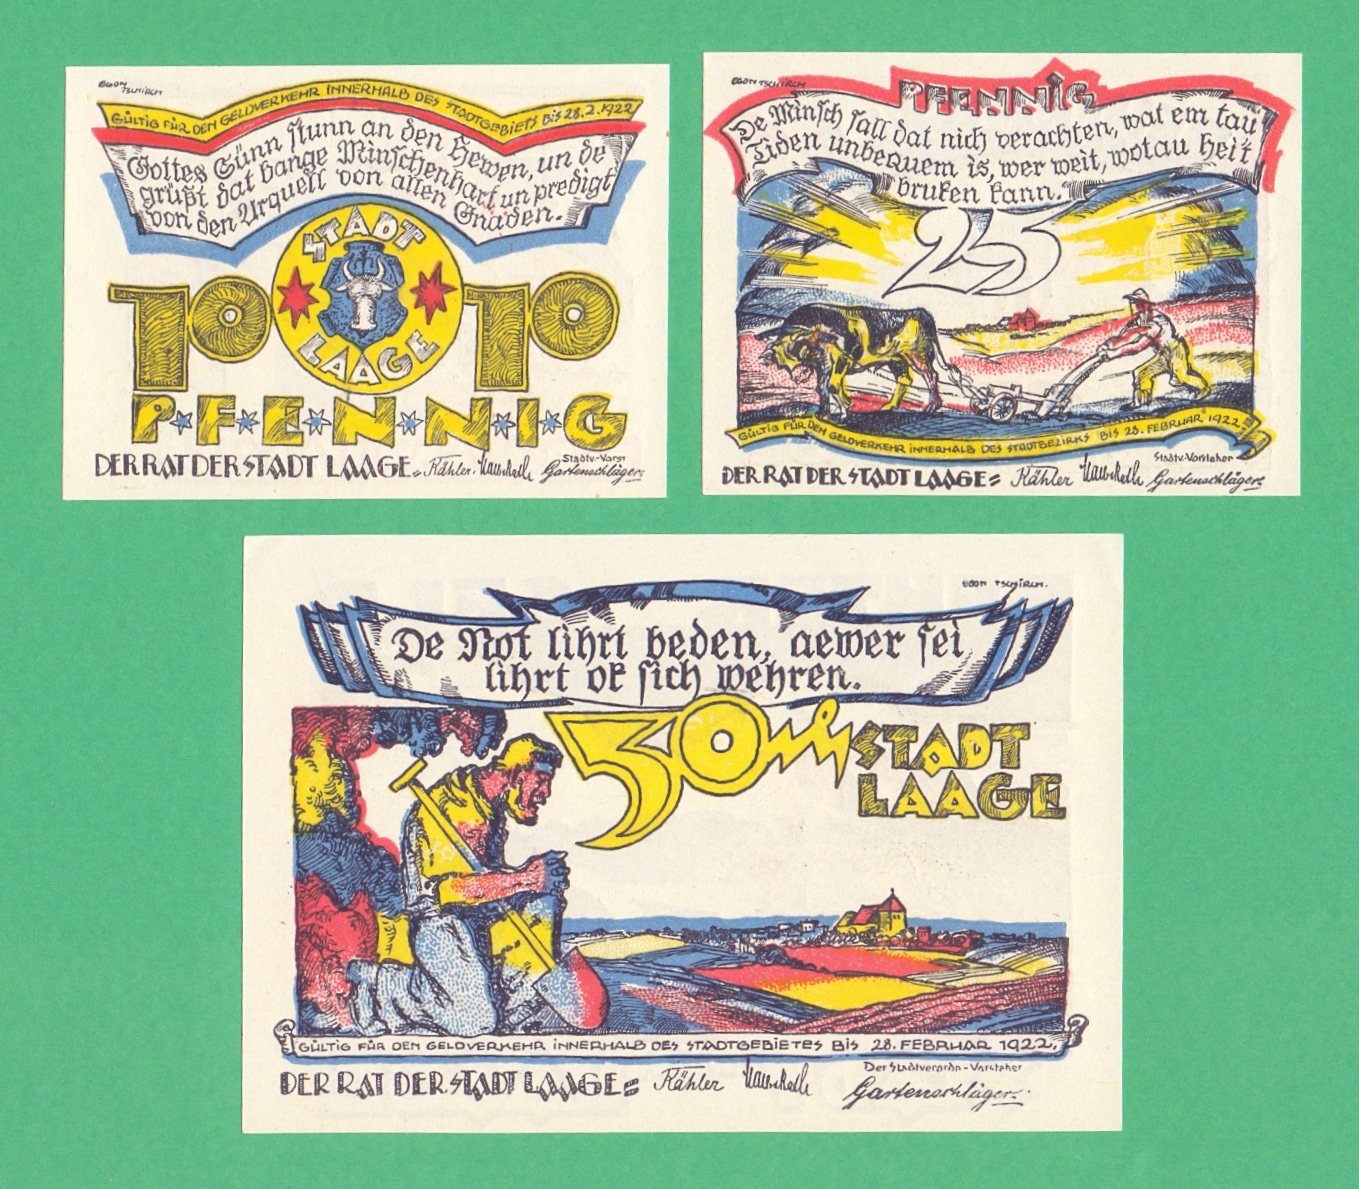 EGON
TSCHIRCH
GÜLTIG FÜR DEN GELDVERKEHR INNERHALB DES STADTGEBIETS BIS 28.2.1922
Gottes Sünn stunn an den Hewen, un de
grüßt dat bange Minschenhart un predigt
von den Urquell von allen Gnaden.
STADT
LAAGE
10 10
PFENNIG
DER RAT DER STADT LAAGE = Kähler.
Stadtv.-Vorst
Gartenschläger
EGON TSCHIRCH
PFENNIG
De Minsch sall dat nich verachten, wat em tau
Tiden unbequem is, wer weit, wotau hei't
bruken kann.
25
GÜLTIG FÜR DEN GELDVERKEHR INNERHALB DES STADTBEZIRKS BIS 28. FEBRUAR 1922.
DER RAT DER STADT LAAGE = Kähler
Stadtv.-Vorsteher
Gartenschläger
EGON TSCHIRCH.
De Not lihrt beden, aewer sei
lihrt ok sich wehren.
50
STADT
LAAGE
GÜLTIG FÜR DEN GELDVERKEHR INNERHALB DES STADTGEBIETES BIS 28. FEBRUAR 1922.
DER RAT DER STADT LAAGE = Kähler
Der Stadtverordn.-Vorsteher
Gartenschläger